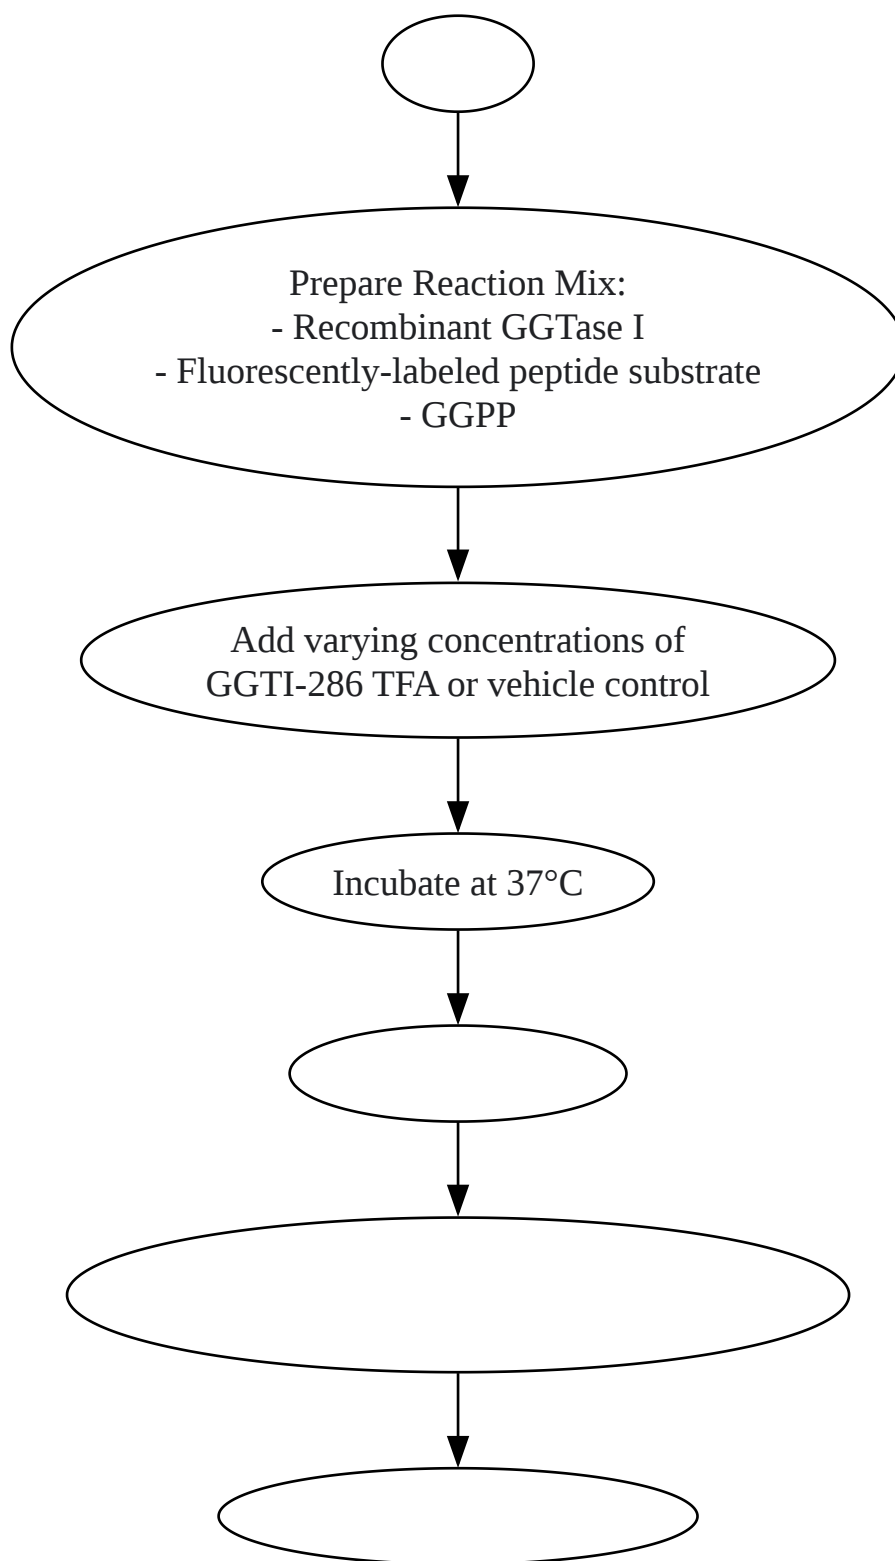 Prepare Reaction Mix:
- Recombinant GGTase I
- Fluorescently-labeled peptide substrate
- GGPP
Add varying concentrations of
GGTI-286 TFA or vehicle control
Incubate at 37°C